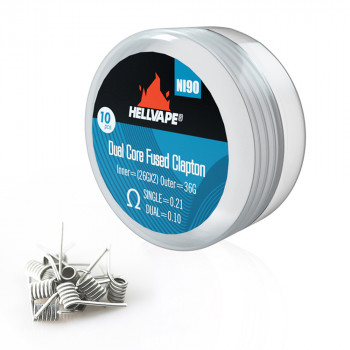 NI90
HELLVAPE®
10
PCS
Dual Core Fused Clapton
Inner=(26GX2) Outer=36G
Ω SINGLE=0.21
DUAL=0.10